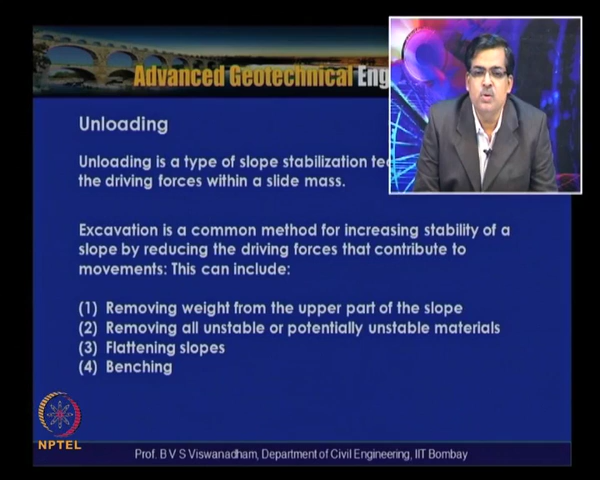 Advanced Geotechnical Eng
Unloading
Unloading is a type of slope stabilization
the driving forces within a slide mass.
Excavation is a common method for increasing stability of a
slope by reducing the driving forces that contribute to
movements: This can include:
(1) Removing weight from the upper part of the slope
(2) Removing all unstable or potentially unstable materials
(3) Flattening slopes
(4) Benching
NPTEL
Prof. B V S Viswanadham, Department of Civil Engineering, IIT Bombay